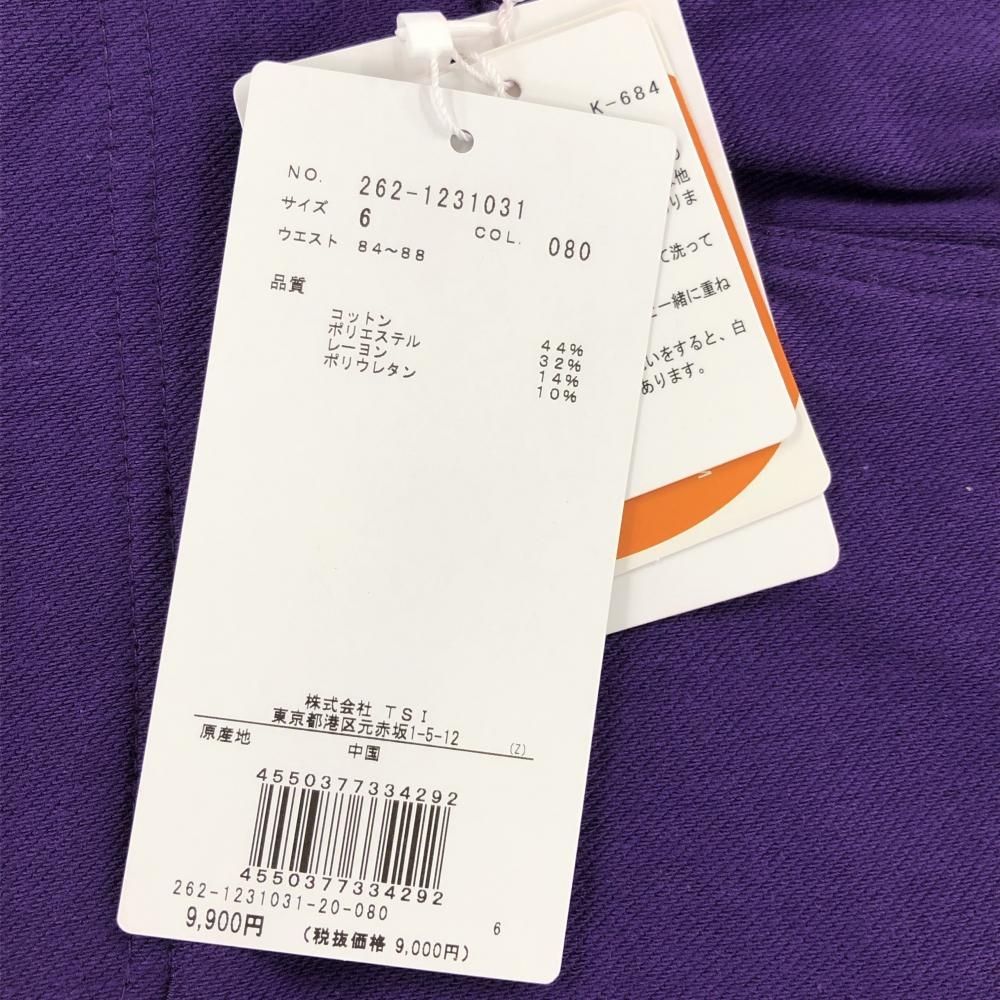 NO. 262-1231031
サイズ 6 COL. 080
ウエスト 84〜88
品質
コットン 44%
ポリエステル 32%
レーヨン 14%
ポリウレタン 10%
株式会社 TSI
東京都港区元赤坂1-5-12 (Z)
原産地 中国
4550377334292
4550377334292
262-1231031-20-080
9,900円 (税抜価格 9,000円) 6
K-684
他
りま
て洗って
一緒に重ね
いをすると、白
あります。